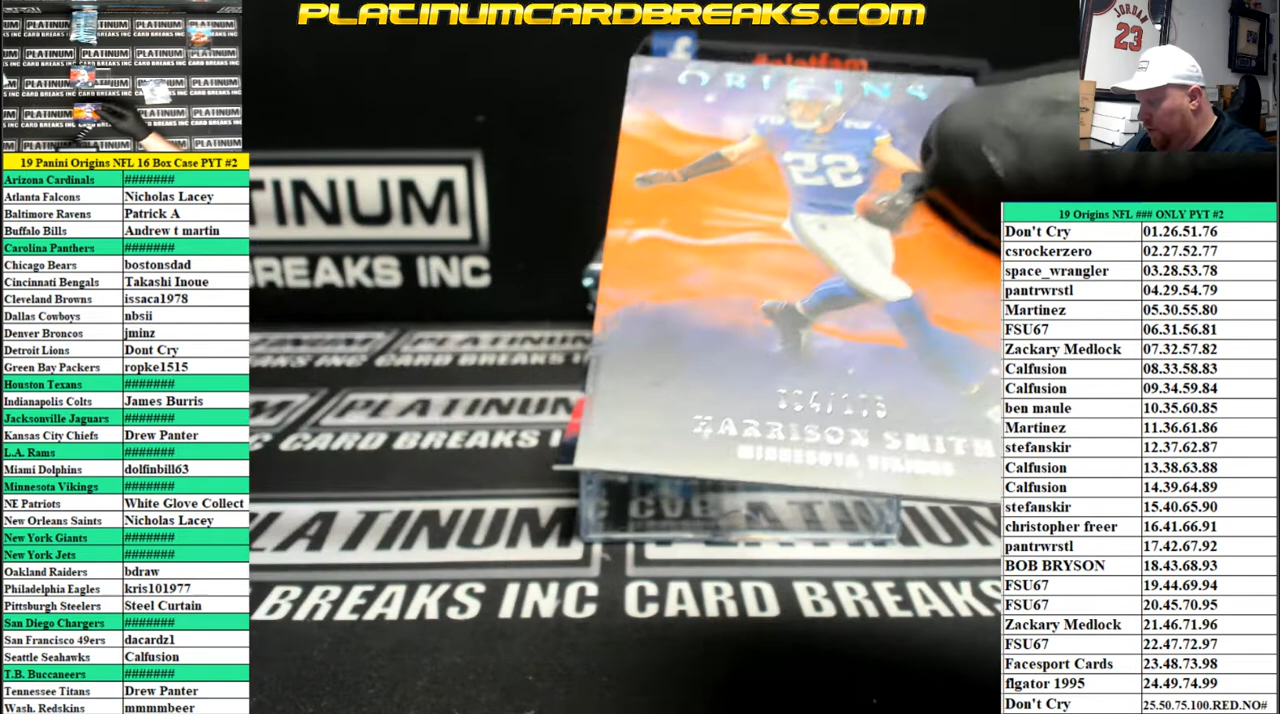 PLATINUMCARDBREAKS.COM
19 Panini Origins NFL 16 Box Case PYT #2
Arizona Cardinals #######
Atlanta Falcons Nicholas Lacey
Baltimore Ravens Patrick A
Buffalo Bills Andrew t martin
Carolina Panthers #######
Chicago Bears bostonsdad
Cincinnati Bengals Takashi Inoue
Cleveland Browns issaca1978
Dallas Cowboys nbsii
Denver Broncos jminz
Detroit Lions Dont Cry
Green Bay Packers ropke1515
Houston Texans #######
Indianapolis Colts James Burris
Jacksonville Jaguars #######
Kansas City Chiefs Drew Panter
L.A. Rams #######
Miami Dolphins dolfinbill63
Minnesota Vikings #######
NE Patriots White Glove Collect
New Orleans Saints Nicholas Lacey
New York Giants #######
New York Jets #######
Oakland Raiders bdraw
Philadelphia Eagles kris101977
Pittsburgh Steelers Steel Curtain
San Diego Chargers #######
San Francisco 49ers dacardz1
Seattle Seahawks Calfusion
T.B. Buccaneers #######
Tennessee Titans Drew Panter
Wash. Redskins mmmmbeer
#platfam
ORIGINS
22
HARRISON SMITH
MINNESOTA VIKINGS
TINUM
BREAKS INC
PLATINUM
CARD BREAKS INC
PLATINUM
BREAKS INC CARD BREAKS
JORDAN
23
19 Origins NFL ### ONLY PYT #2
Don't Cry 01.26.51.76
csrockerzero 02.27.52.77
space_wrangler 03.28.53.78
pantrwrstl 04.29.54.79
Martinez 05.30.55.80
FSU67 06.31.56.81
Zackary Medlock 07.32.57.82
Calfusion 08.33.58.83
Calfusion 09.34.59.84
ben maule 10.35.60.85
Martinez 11.36.61.86
stefanskir 12.37.62.87
Calfusion 13.38.63.88
Calfusion 14.39.64.89
stefanskir 15.40.65.90
christopher freer 16.41.66.91
pantrwrstl 17.42.67.92
BOB BRYSON 18.43.68.93
FSU67 19.44.69.94
FSU67 20.45.70.95
Zackary Medlock 21.46.71.96
FSU67 22.47.72.97
Facesport Cards 23.48.73.98
flgator 1995 24.49.74.99
Don't Cry 25.50.75.100.RED.NO#